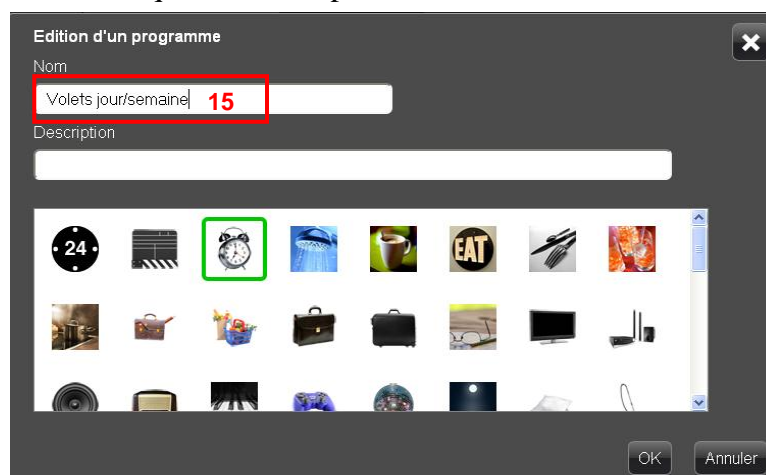 Edition d'un programme
Nom
Volets jour/semaine 15
Description
24
EAT
OK Annuler